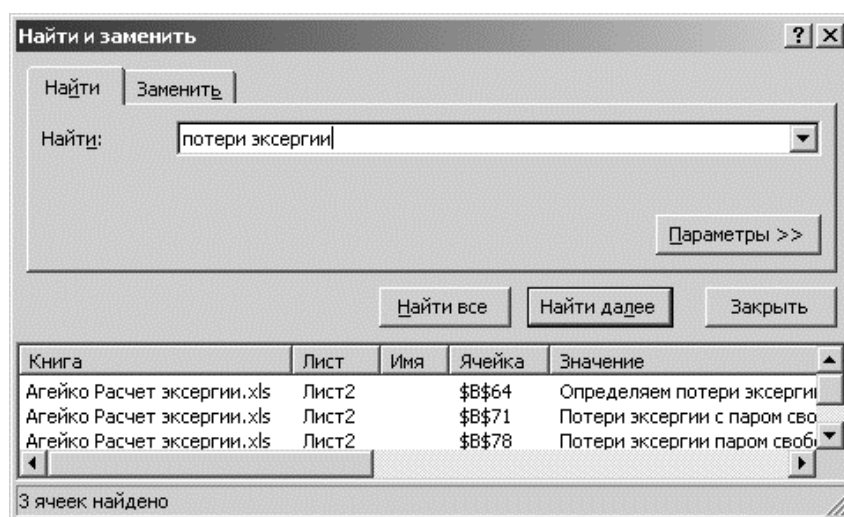 Найти и заменить
Найти Заменить
Найти: потери эксергии
Параметры >>
Найти все Найти далее Закрыть
Книга Лист Имя Ячейка Значение
Агейко Расчет эксергии.xls Лист2 $B$64 Определяем потери эксергии
Агейко Расчет эксергии.xls Лист2 $B$71 Потери эксергии с паром сво
Агейко Расчет эксергии.xls Лист2 $B$78 Потери эксергии паром своб
3 ячеек найдено